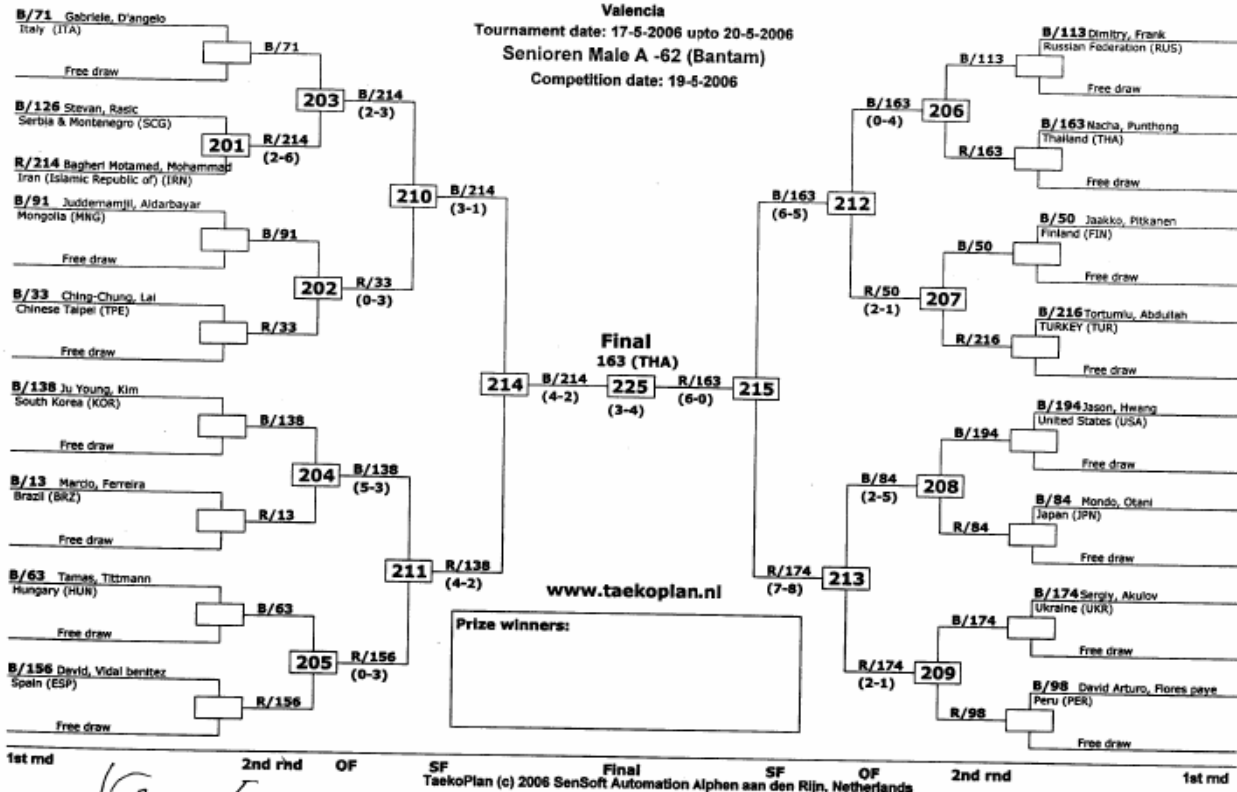 Valencia
Tournament date: 17-5-2006 upto 20-5-2006
Senioren Male A -62 (Bantam)
Competition date: 19-5-2006
B/71 Gabriele, D'angelo
Italy (ITA)
B/71
Free draw
203
B/214
(2-3)
B/126 Stevan, Rasic
Serbia & Montenegro (SCG)
201
R/214
(2-6)
R/214 Bagheri Motamed, Mohammad
Iran (Islamic Republic of) (IRN)
210
B/214
(3-1)
B/91 Juddernamjil, Aldarbayar
Mongolia (MNG)
B/91
Free draw
202
R/33
(0-3)
B/33 Ching-Chung, Lai
Chinese Taipei (TPE)
R/33
Free draw
214
B/214
(4-2)
B/138 Ju Young, Kim
South Korea (KOR)
B/138
Free draw
204
B/138
(5-3)
B/13 Marcio, Ferreira
Brazil (BRZ)
R/13
Free draw
211
R/138
(4-2)
B/63 Tamas, Tittmann
Hungary (HUN)
B/63
Free draw
205
R/156
(0-3)
B/156 David, Vidal benitez
Spain (ESP)
R/156
Free draw
Final
163 (THA)
225
(3-4)
R/163
(6-0)
215
www.taekoplan.nl
Prize winners:
B/113 Dimitry, Frank
Russian Federation (RUS)
B/113
Free draw
206
B/163
(0-4)
B/163 Nacha, Punthong
Thailand (THA)
R/163
Free draw
212
B/163
(6-5)
B/50 Jaakko, Pitkanen
Finland (FIN)
B/50
Free draw
207
R/50
(2-1)
B/216 Tortumlu, Abdullah
TURKEY (TUR)
R/216
Free draw
B/194 Jason, Hwang
United States (USA)
B/194
Free draw
208
B/84
(2-5)
B/84 Mondo, Otani
Japan (JPN)
R/84
Free draw
213
R/174
(7-8)
B/174 Sergiy, Akulov
Ukraine (UKR)
B/174
Free draw
209
R/174
(2-1)
B/98 David Arturo, Flores paye
Peru (PER)
R/98
Free draw
1st rnd 2nd rnd OF SF Final SF OF 2nd rnd 1st rnd
TaekoPlan (c) 2006 SenSoft Automation Alphen aan den Rijn, Netherlands